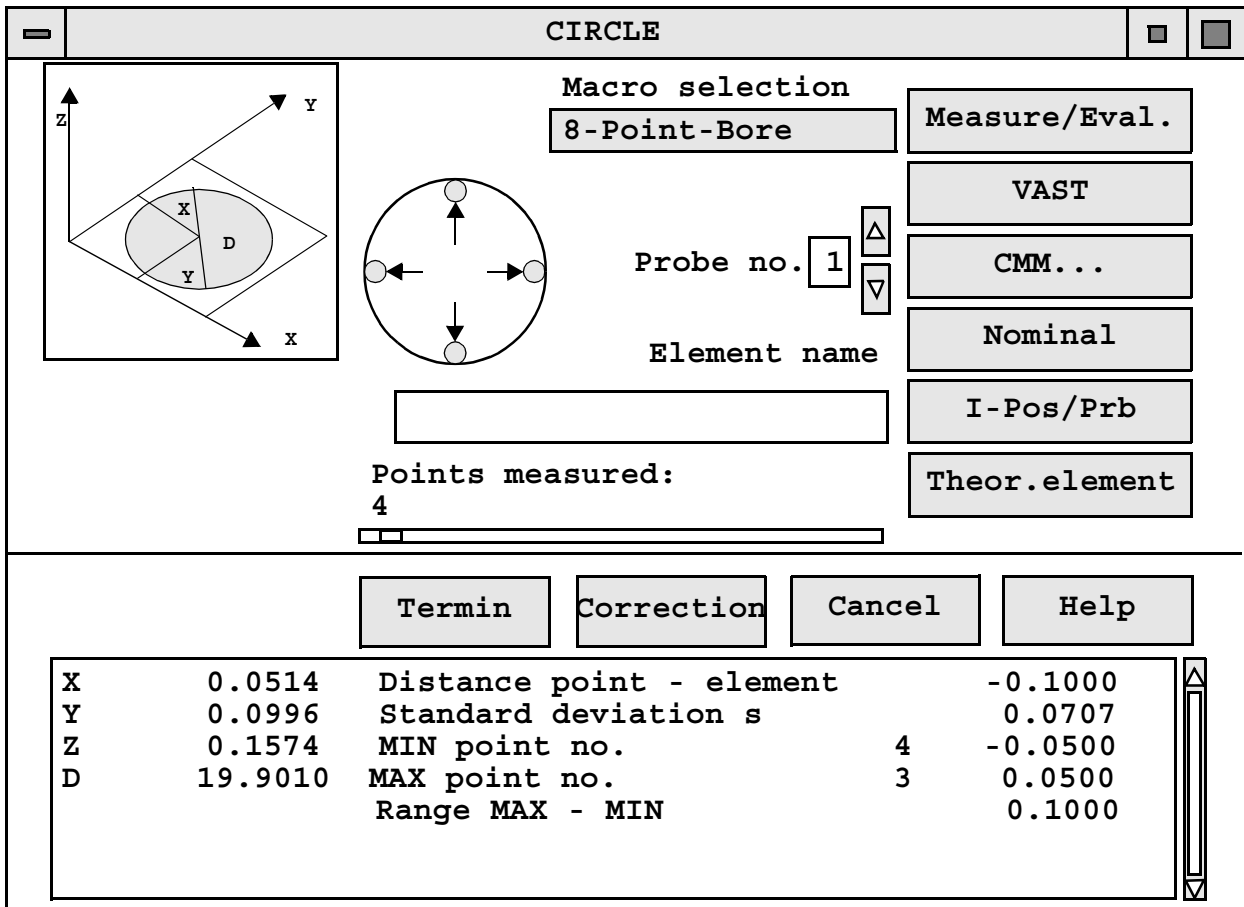 CIRCLE
Z
Y
X
D
Y
X
Macro selection
8-Point-Bore
Probe no. 1
Element name
Points measured:
4
Measure/Eval.
VAST
CMM...
Nominal
I-Pos/Prb
Theor.element
Termin Correction Cancel Help
X 0.0514 Distance point - element -0.1000
Y 0.0996 Standard deviation s 0.0707
Z 0.1574 MIN point no. 4 -0.0500
D 19.9010 MAX point no. 3 0.0500
Range MAX - MIN 0.1000